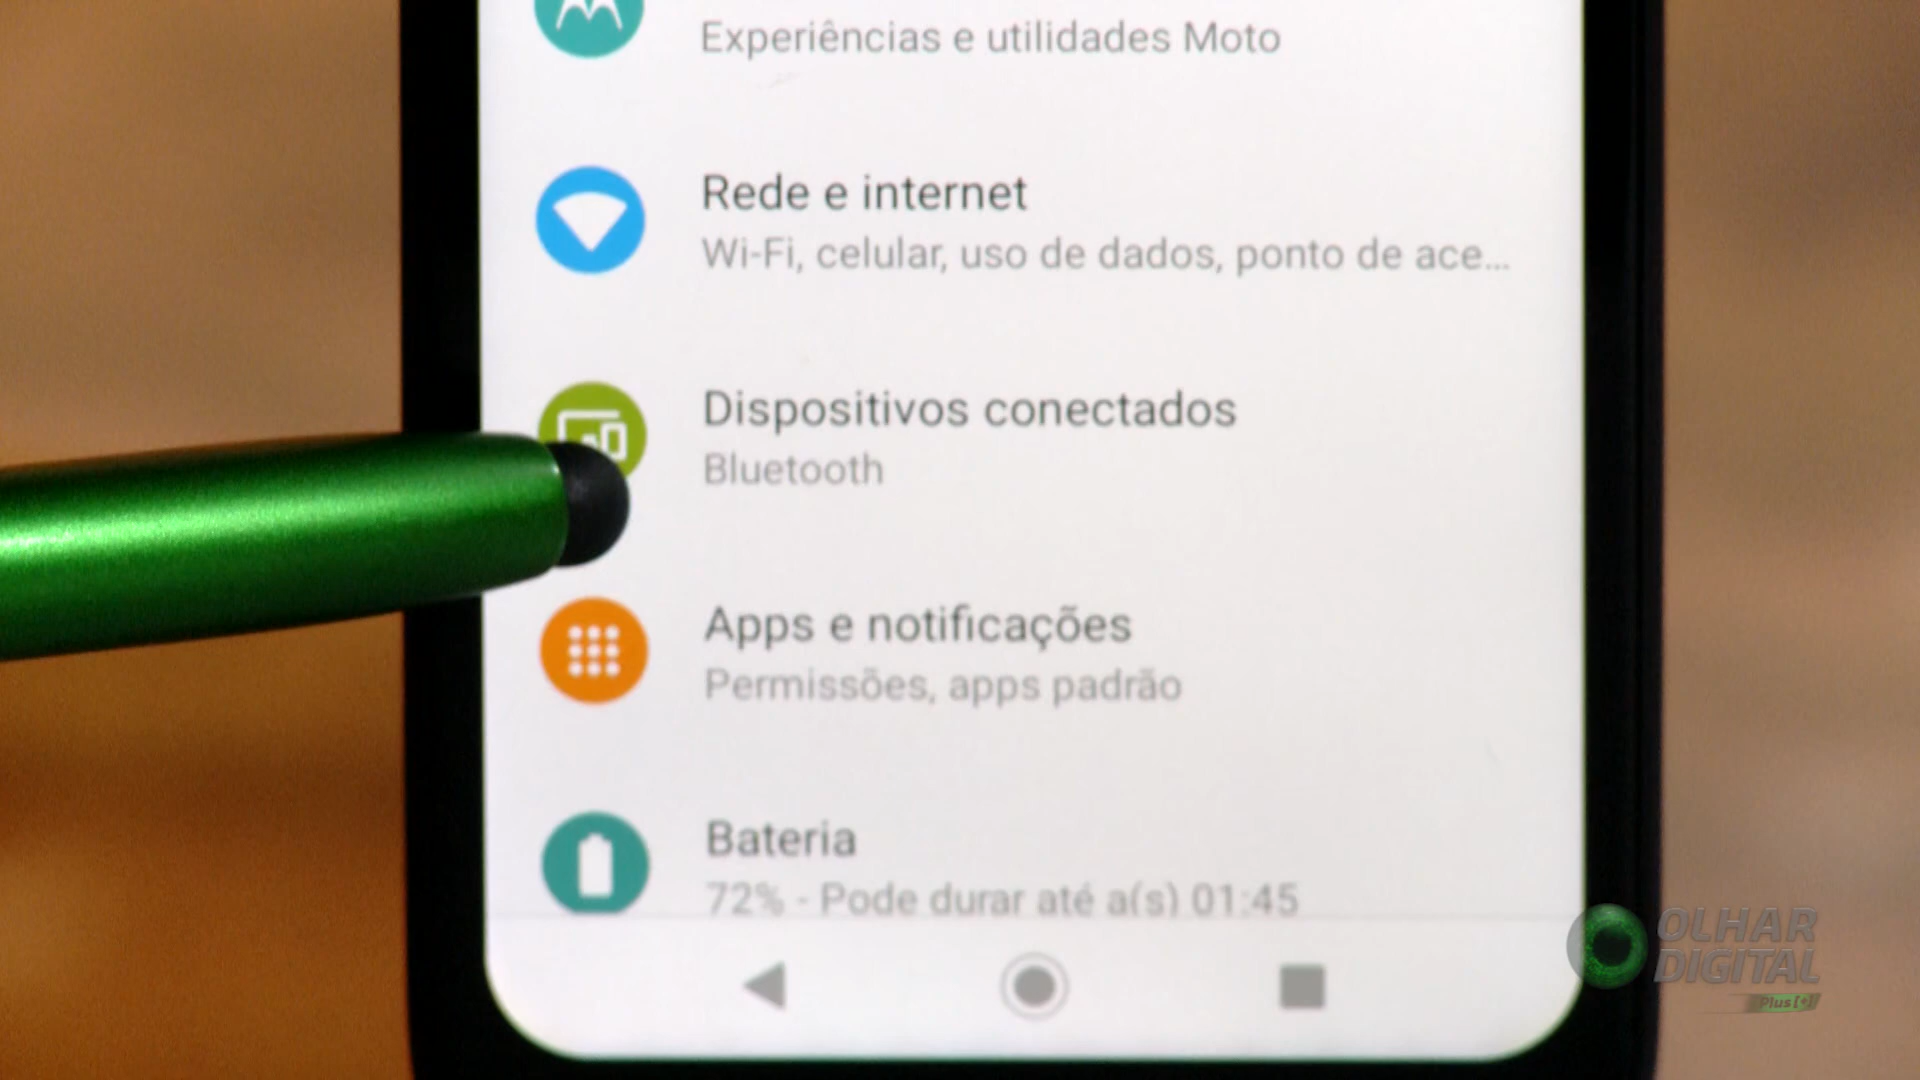 Experiências e utilidades Moto
Rede e internet
Wi-Fi, celular, uso de dados, ponto de ace...
Dispositivos conectados
Bluetooth
Apps e notificações
Permissões, apps padrão
Bateria
72% - Pode durar até a(s) 01:45
OLHAR
DIGITAL
Plus[+]